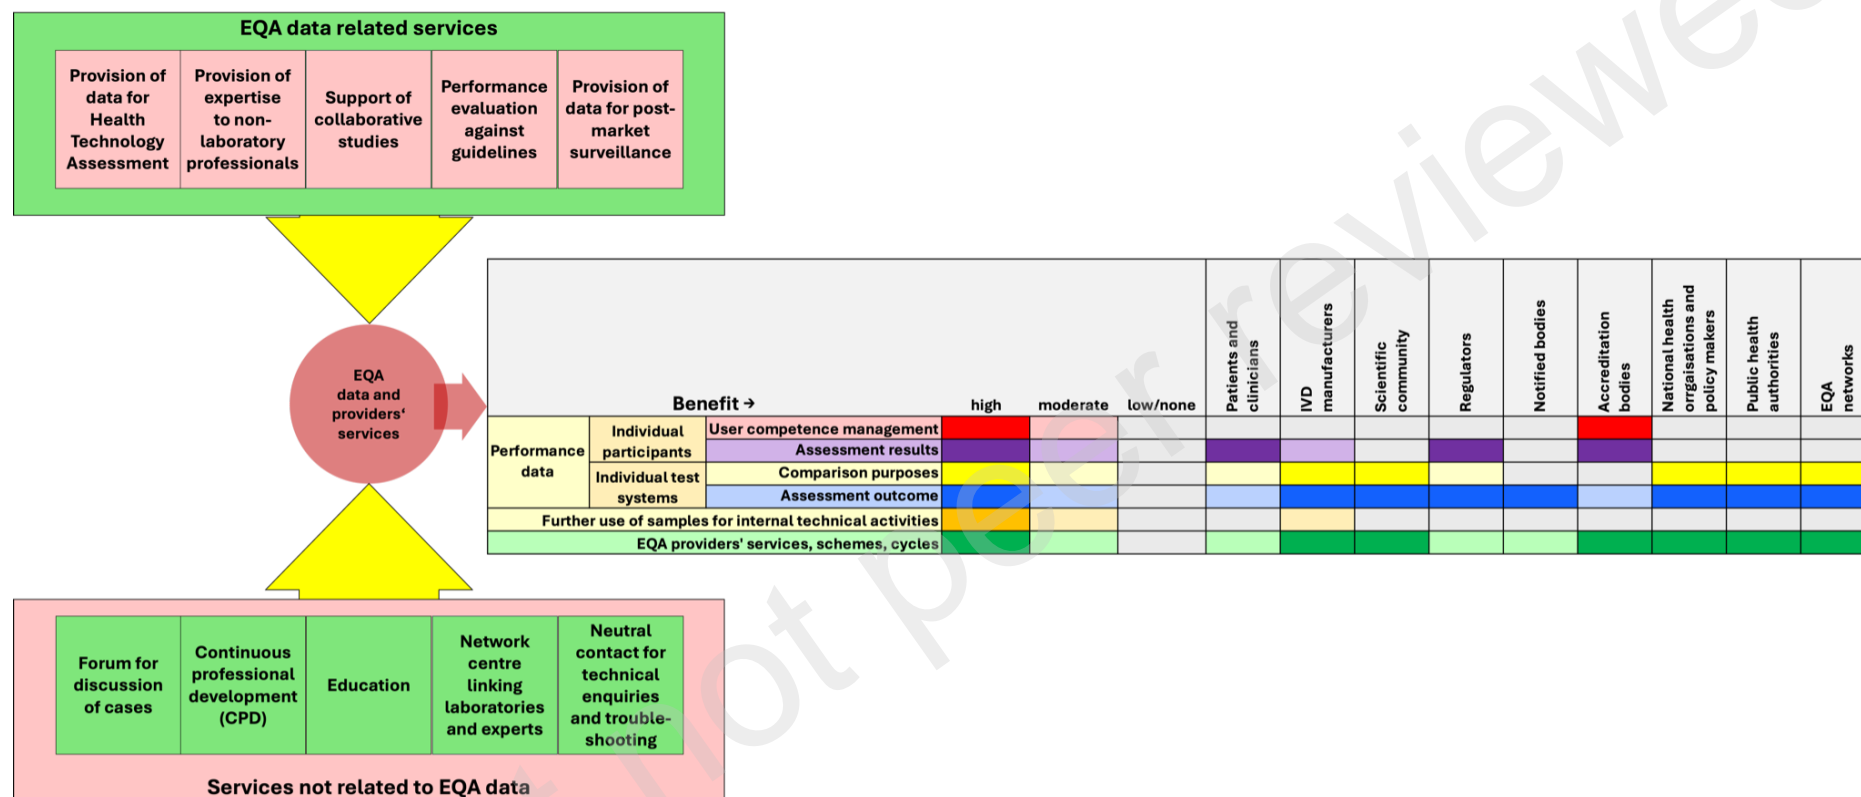 EQA data related services
Provision of
data for
Health
Technology
Assessment
Provision of
expertise
to non-
laboratory
professionals
Support of
collaborative
studies
Performance
evaluation
against
guidelines
Provision of
data for post-
market
surveillance
EQA
data and
providers‘
services
Benefit →
high
moderate
low/none
Patients and
clinicians
IVD
manufacturers
Scientific
community
Regulators
Notified bodies
Accreditation
bodies
National health
orrgaisations and
policy makers
Public health
authorities
EQA
networks
Performance
data
Individual
participants
User competence management
Assessment results
Individual test
systems
Comparison purposes
Assessment outcome
Further use of samples for internal technical activities
EQA providers' services, schemes, cycles
Forum for
discussion
of cases
Continuous
professional
development
(CPD)
Education
Network
centre
linking
laboratories
and experts
Neutral
contact for
technical
enquiries
and trouble-
shooting
Services not related to EQA data
not peer reviewe